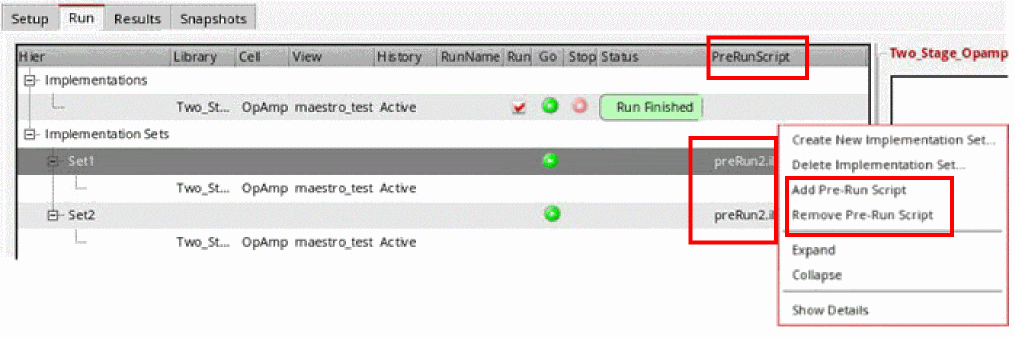 Setup Run Results Snapshots
Hier Library Cell View History RunName Run Go Stop Status PreRunScript
Two_Stage_Opamp
Implementations
Two_St... OpAmp maestro_test Active Run Finished
Implementation Sets
Set1 preRun2.il
Two_St... OpAmp maestro_test Active
Set2 preRun2.il
Two_St... OpAmp maestro_test Active
Create New Implementation Set...
Delete Implementation Set...
Add Pre-Run Script
Remove Pre-Run Script
Expand
Collapse
Show Details